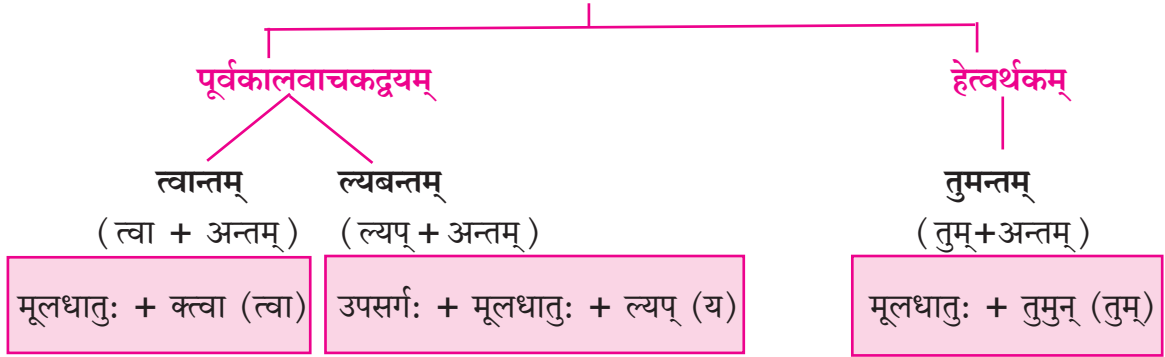 पूर्वकालवाचकद्वयम् हेत्वर्थकम्
त्वान्तम् ल्यबन्तम् तुमन्तम्
(त्वा + अन्तम्) (ल्यप् + अन्तम्) (तुम्+अन्तम्)
मूलधातुः + क्त्वा (त्वा) उपसर्गः + मूलधातुः + ल्यप् (य) मूलधातुः + तुमुन् (तुम्)